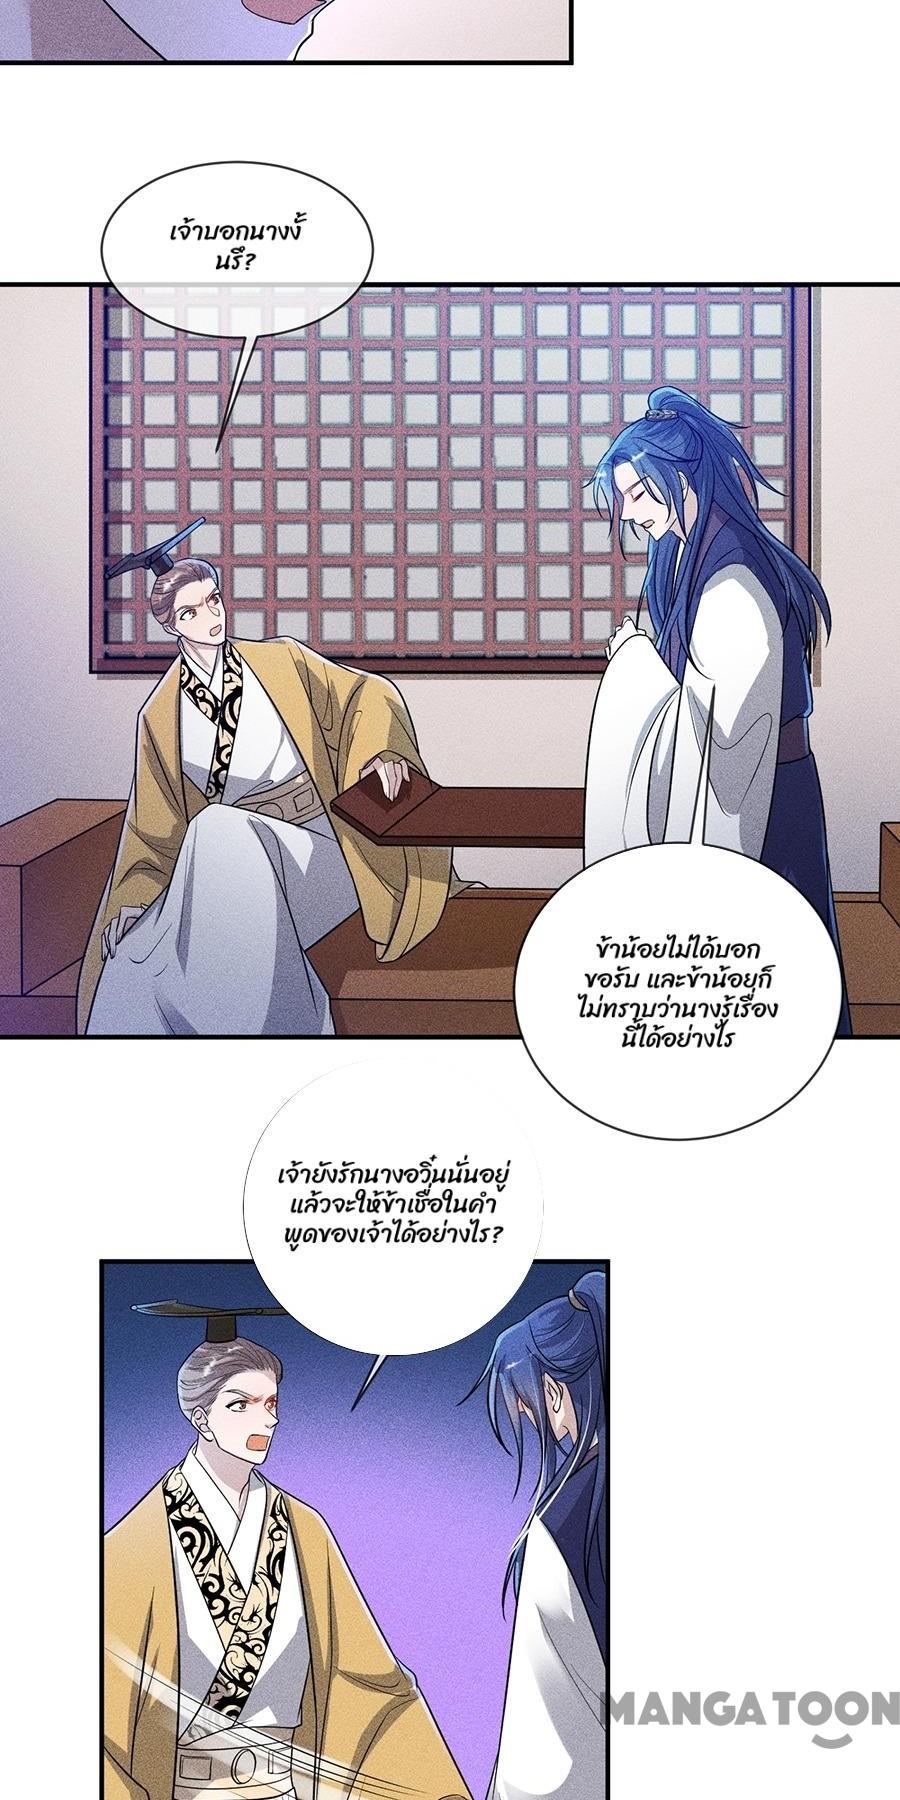 เจ้าบอกนางงั้
นรึ?
ข้าน้อยไม่ได้บอก
ขอรับ และข้าน้อยก็
ไม่ทราบว่านางรู้เรื่อง
นี้ได้อย่างไร
เจ้ายังรักนางอวิ๋นนั่นอยู่
แล้วจะให้ข้าเชื่อในคำ
พูดของเจ้าได้อย่างไร?
MANGATOON